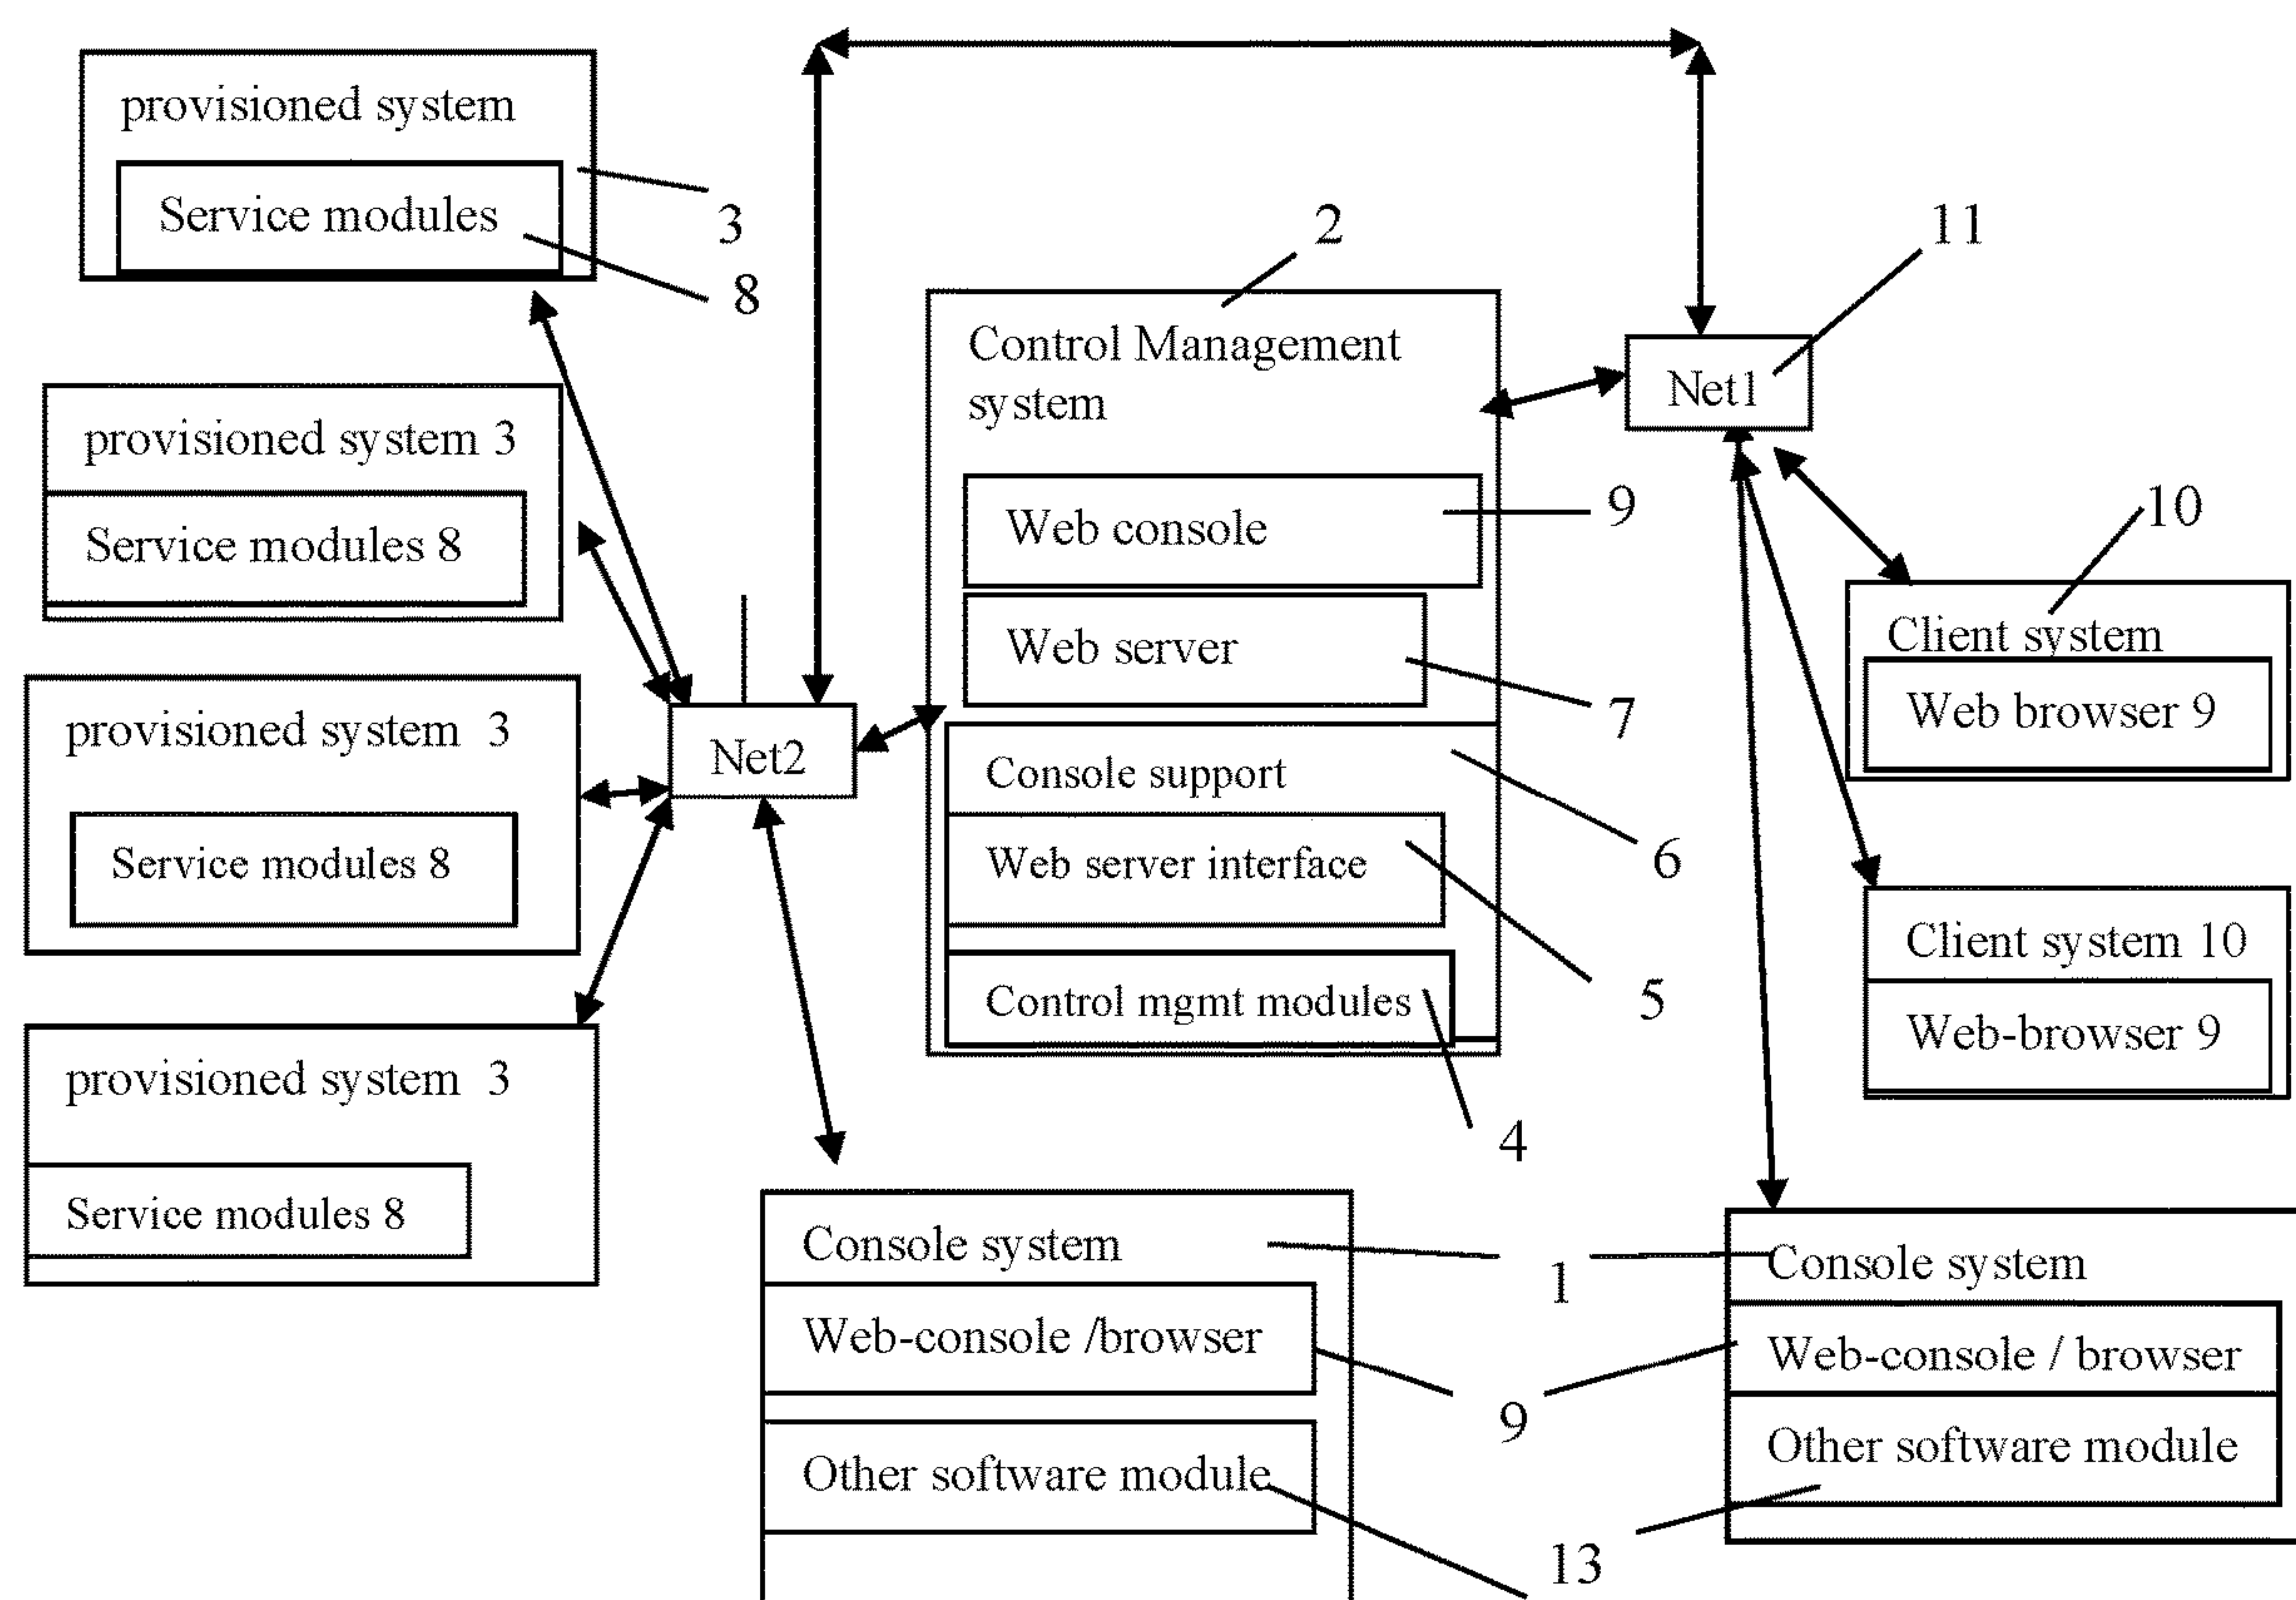 provisioned system
Service modules
3
8
provisioned system 3
Service modules 8
provisioned system 3
Service modules 8
provisioned system 3
Service modules 8
Net2
2
Control Management
system
Web console
9
Web server
7
Console support
6
Web server interface
5
Control mgmt modules
4
11
Net1
10
Client system
Web browser 9
Client system 10
Web-browser 9
Console system
1
Web-console /browser
9
Other software module
13
Console system
Web-console / browser
Other software module